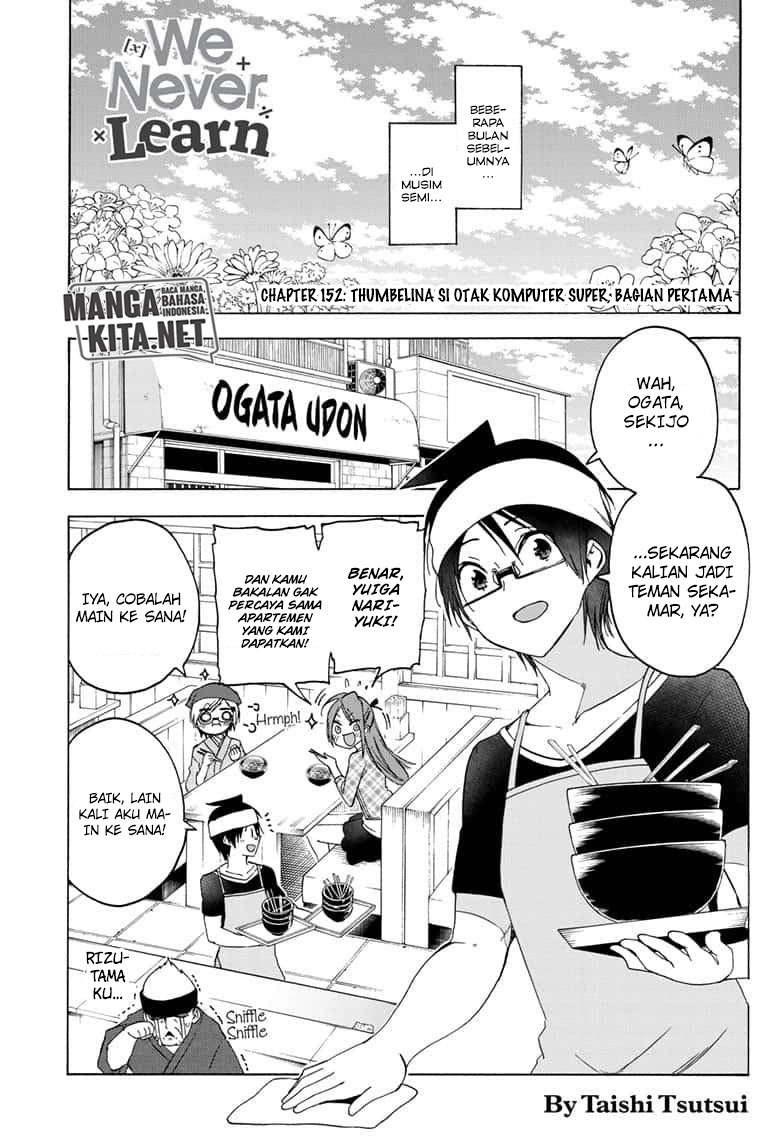 [x] We
Never
× Learn
BEBE-
RAPA
BULAN
SEBEL-
UMNYA
...
...DI
MUSIM
SEMI...
CHAPTER 152: THUMBELINA SI OTAK KOMPUTER SUPER, BAGIAN PERTAMA
MANGA
KITA.NET
BACA MANGA
BAHASA
INDONESIA:
OGATA UDON
WAH,
OGATA,
SEKIJO
...
...SEKARANG
KALIAN JADI
TEMAN SEKA-
MAR, YA?
BENAR,
YUIGA
NARI-
YUKI!
DAN KAMU
BAKALAN GAK
PERCAYA SAMA
APARTEMEN
YANG KAMI
DAPATKAN!
IYA, COBALAH
MAIN KE SANA!
Hrmph!
BAIK, LAIN
KALI AKU MA-
IN KE SANA!
RIZU-
TAMA
KU...
Sniffle
Sniffle
By Taishi Tsutsui